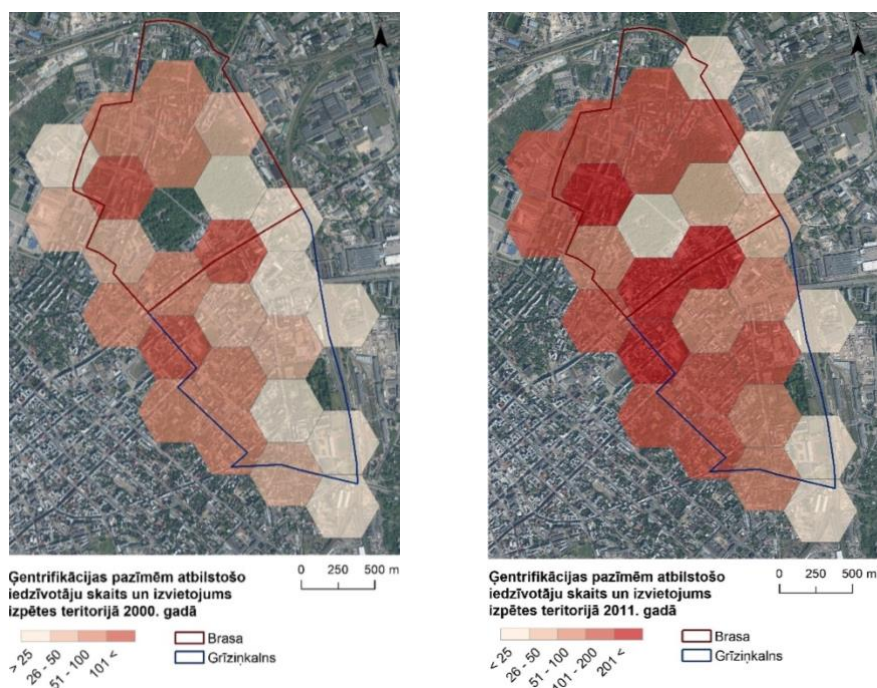 Ģentrifikācijas pazīmēm atbilstošo
iedzīvotāju skaits un izvietojums
izpētes teritorijā 2000. gadā
0 250 500 m
> 25
26 - 50
51 - 100
101 <
Brasa
Grīziņkalns
Ģentrifikācijas pazīmēm atbilstošo
iedzīvotāju skaits un izvietojums
izpētes teritorijā 2011. gadā
0 250 500 m
< 25
26 - 50
51 - 100
101 - 200
201 <
Brasa
Grīziņkalns